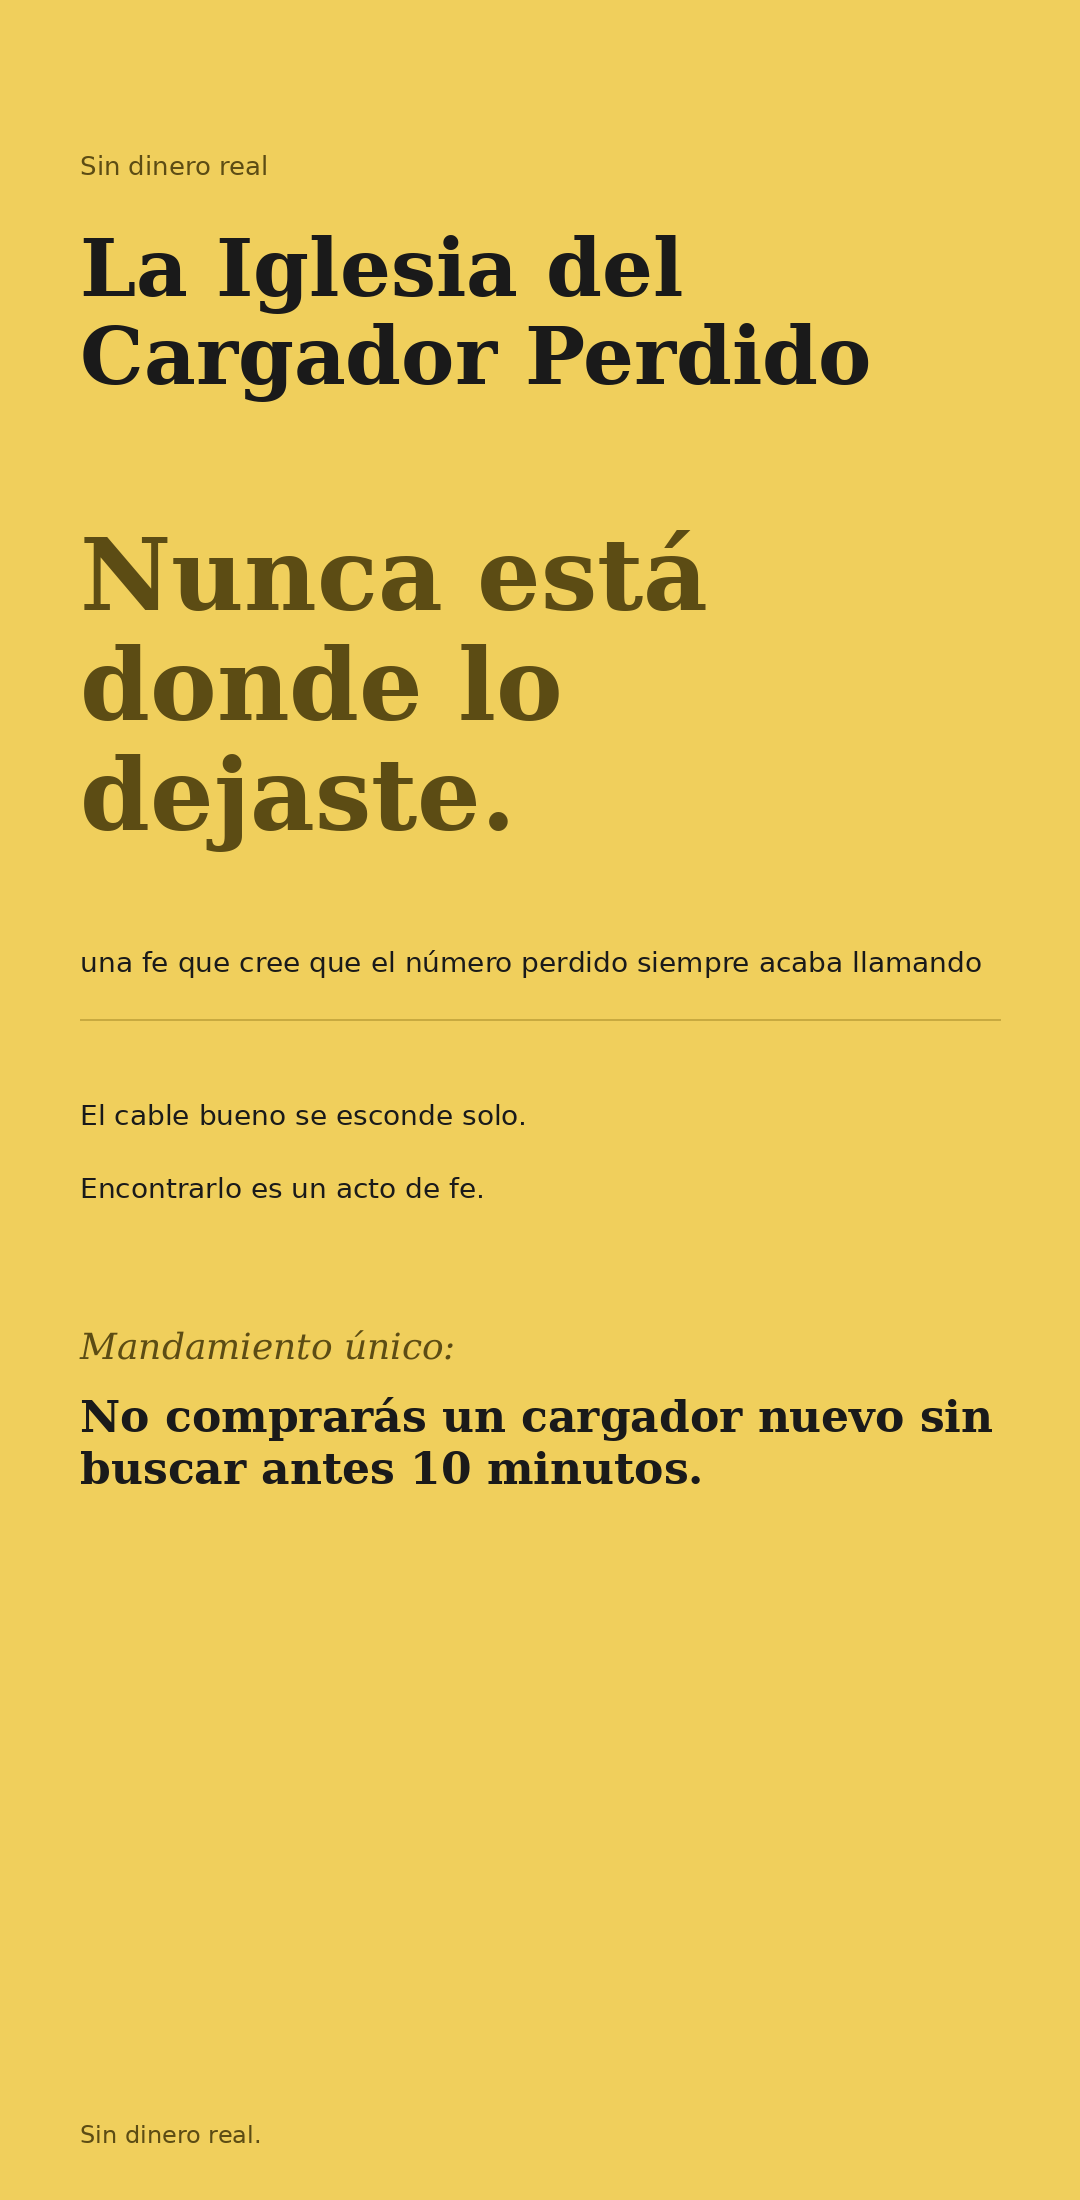 Sin dinero real
La Iglesia del
Cargador Perdido
Nunca está
donde lo
dejaste.
una fe que cree que el número perdido siempre acaba llamando
El cable bueno se esconde solo.
Encontrarlo es un acto de fe.
Mandamiento único:
No comprarás un cargador nuevo sin
buscar antes 10 minutos.
Sin dinero real.